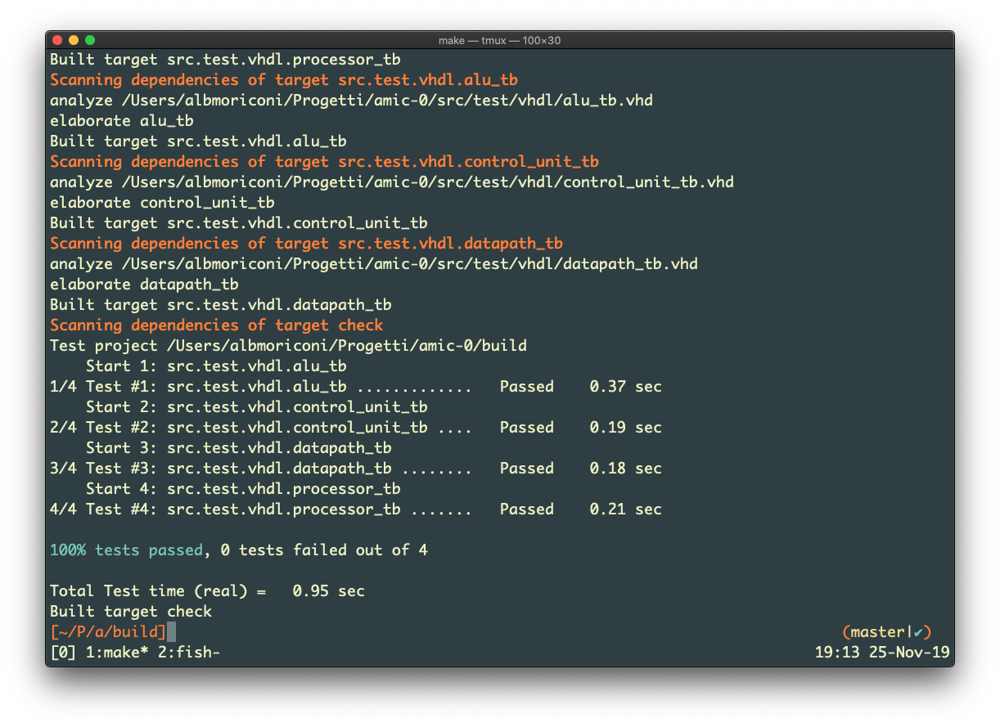 make — tmux — 100×30
Built target src.test.vhdl.processor_tb
Scanning dependencies of target src.test.vhdl.alu_tb
analyze /Users/albmoriconi/Progetti/amic-0/src/test/vhdl/alu_tb.vhd
elaborate alu_tb
Built target src.test.vhdl.alu_tb
Scanning dependencies of target src.test.vhdl.control_unit_tb
analyze /Users/albmoriconi/Progetti/amic-0/src/test/vhdl/control_unit_tb.vhd
elaborate control_unit_tb
Built target src.test.vhdl.control_unit_tb
Scanning dependencies of target src.test.vhdl.datapath_tb
analyze /Users/albmoriconi/Progetti/amic-0/src/test/vhdl/datapath_tb.vhd
elaborate datapath_tb
Built target src.test.vhdl.datapath_tb
Scanning dependencies of target check
Test project /Users/albmoriconi/Progetti/amic-0/build
    Start 1: src.test.vhdl.alu_tb
1/4 Test #1: src.test.vhdl.alu_tb .............   Passed    0.37 sec
    Start 2: src.test.vhdl.control_unit_tb
2/4 Test #2: src.test.vhdl.control_unit_tb ....   Passed    0.19 sec
    Start 3: src.test.vhdl.datapath_tb
3/4 Test #3: src.test.vhdl.datapath_tb ........   Passed    0.18 sec
    Start 4: src.test.vhdl.processor_tb
4/4 Test #4: src.test.vhdl.processor_tb .......   Passed    0.21 sec

100% tests passed, 0 tests failed out of 4

Total Test time (real) =   0.95 sec
Built target check
[~/P/a/build] (master|✔)
[0] 1:make* 2:fish- 19:13 25-Nov-19